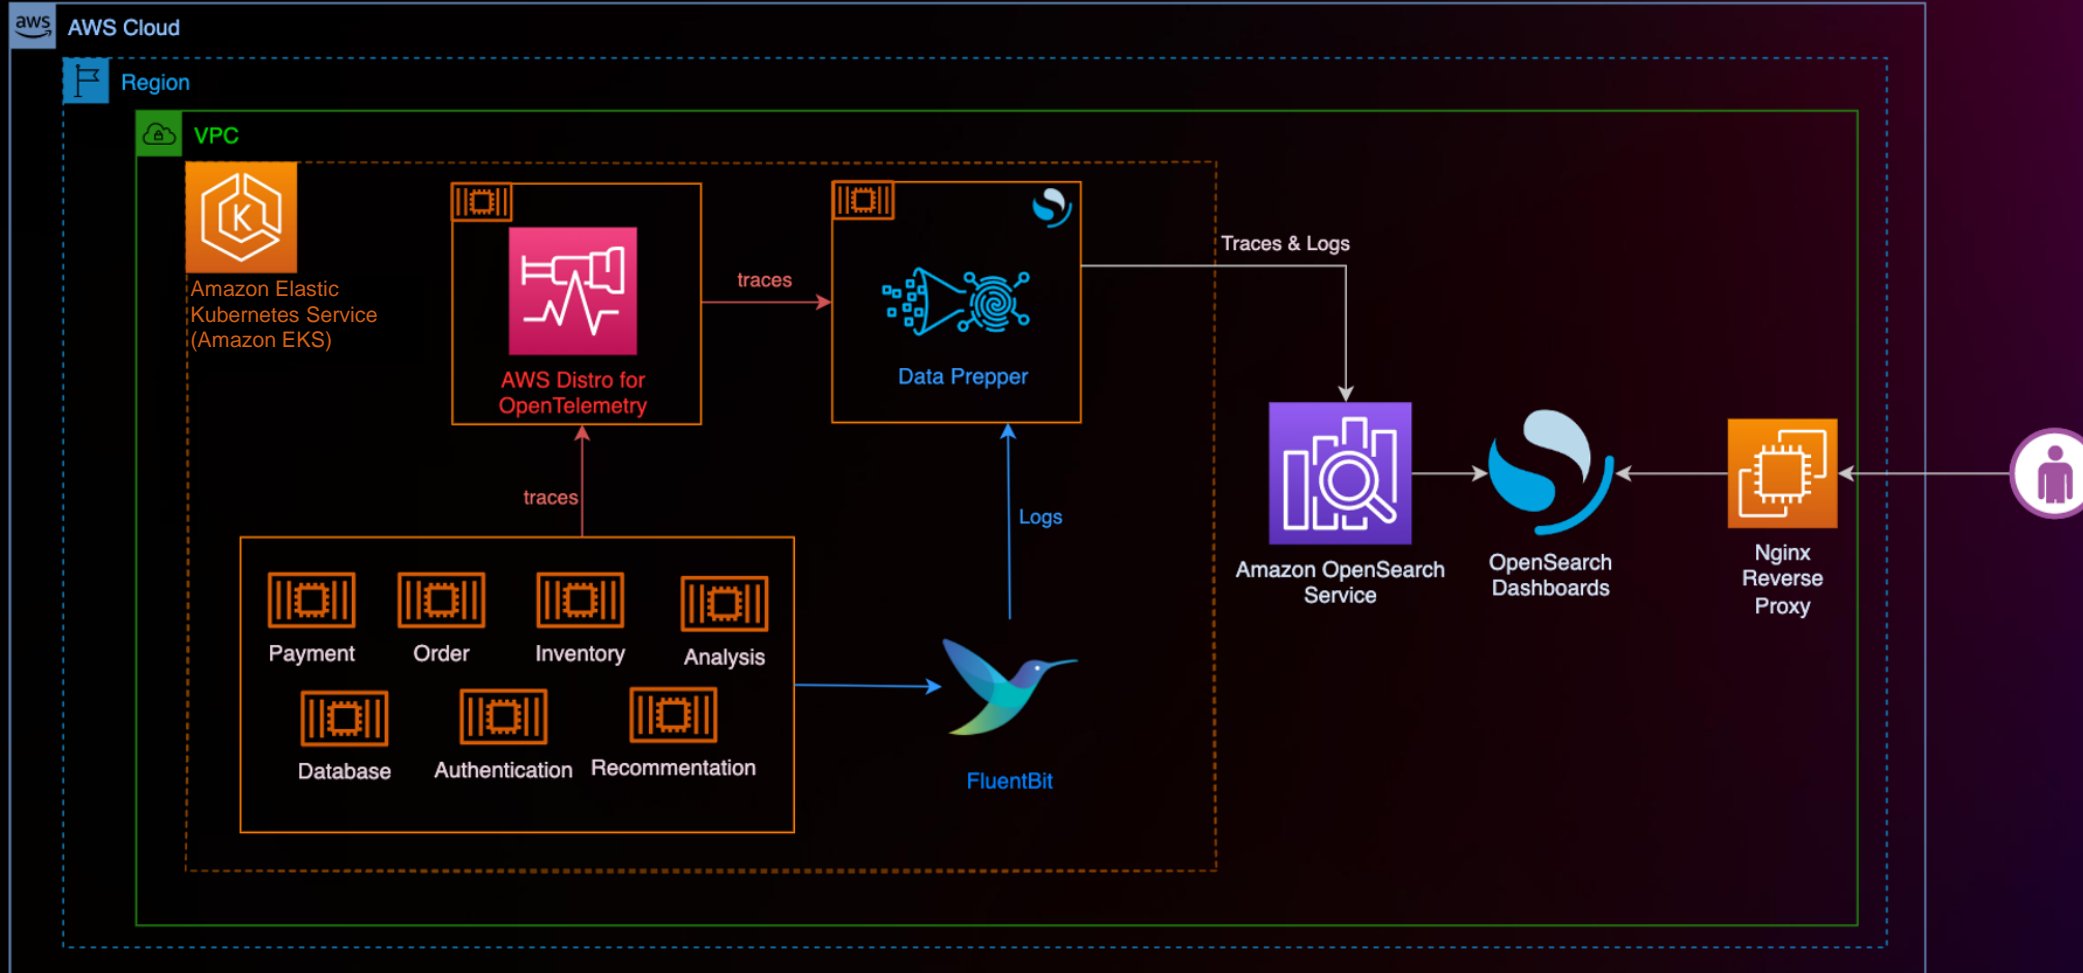 aws
AWS Cloud
Region
VPC
Amazon Elastic
Kubernetes Service
(Amazon EKS)
K
AWS Distro for
OpenTelemetry
traces
Data Prepper
Traces & Logs
traces
Logs
Payment
Order
Inventory
Analysis
Database
Authentication
Recommentation
FluentBit
Amazon OpenSearch
Service
OpenSearch
Dashboards
Nginx
Reverse
Proxy